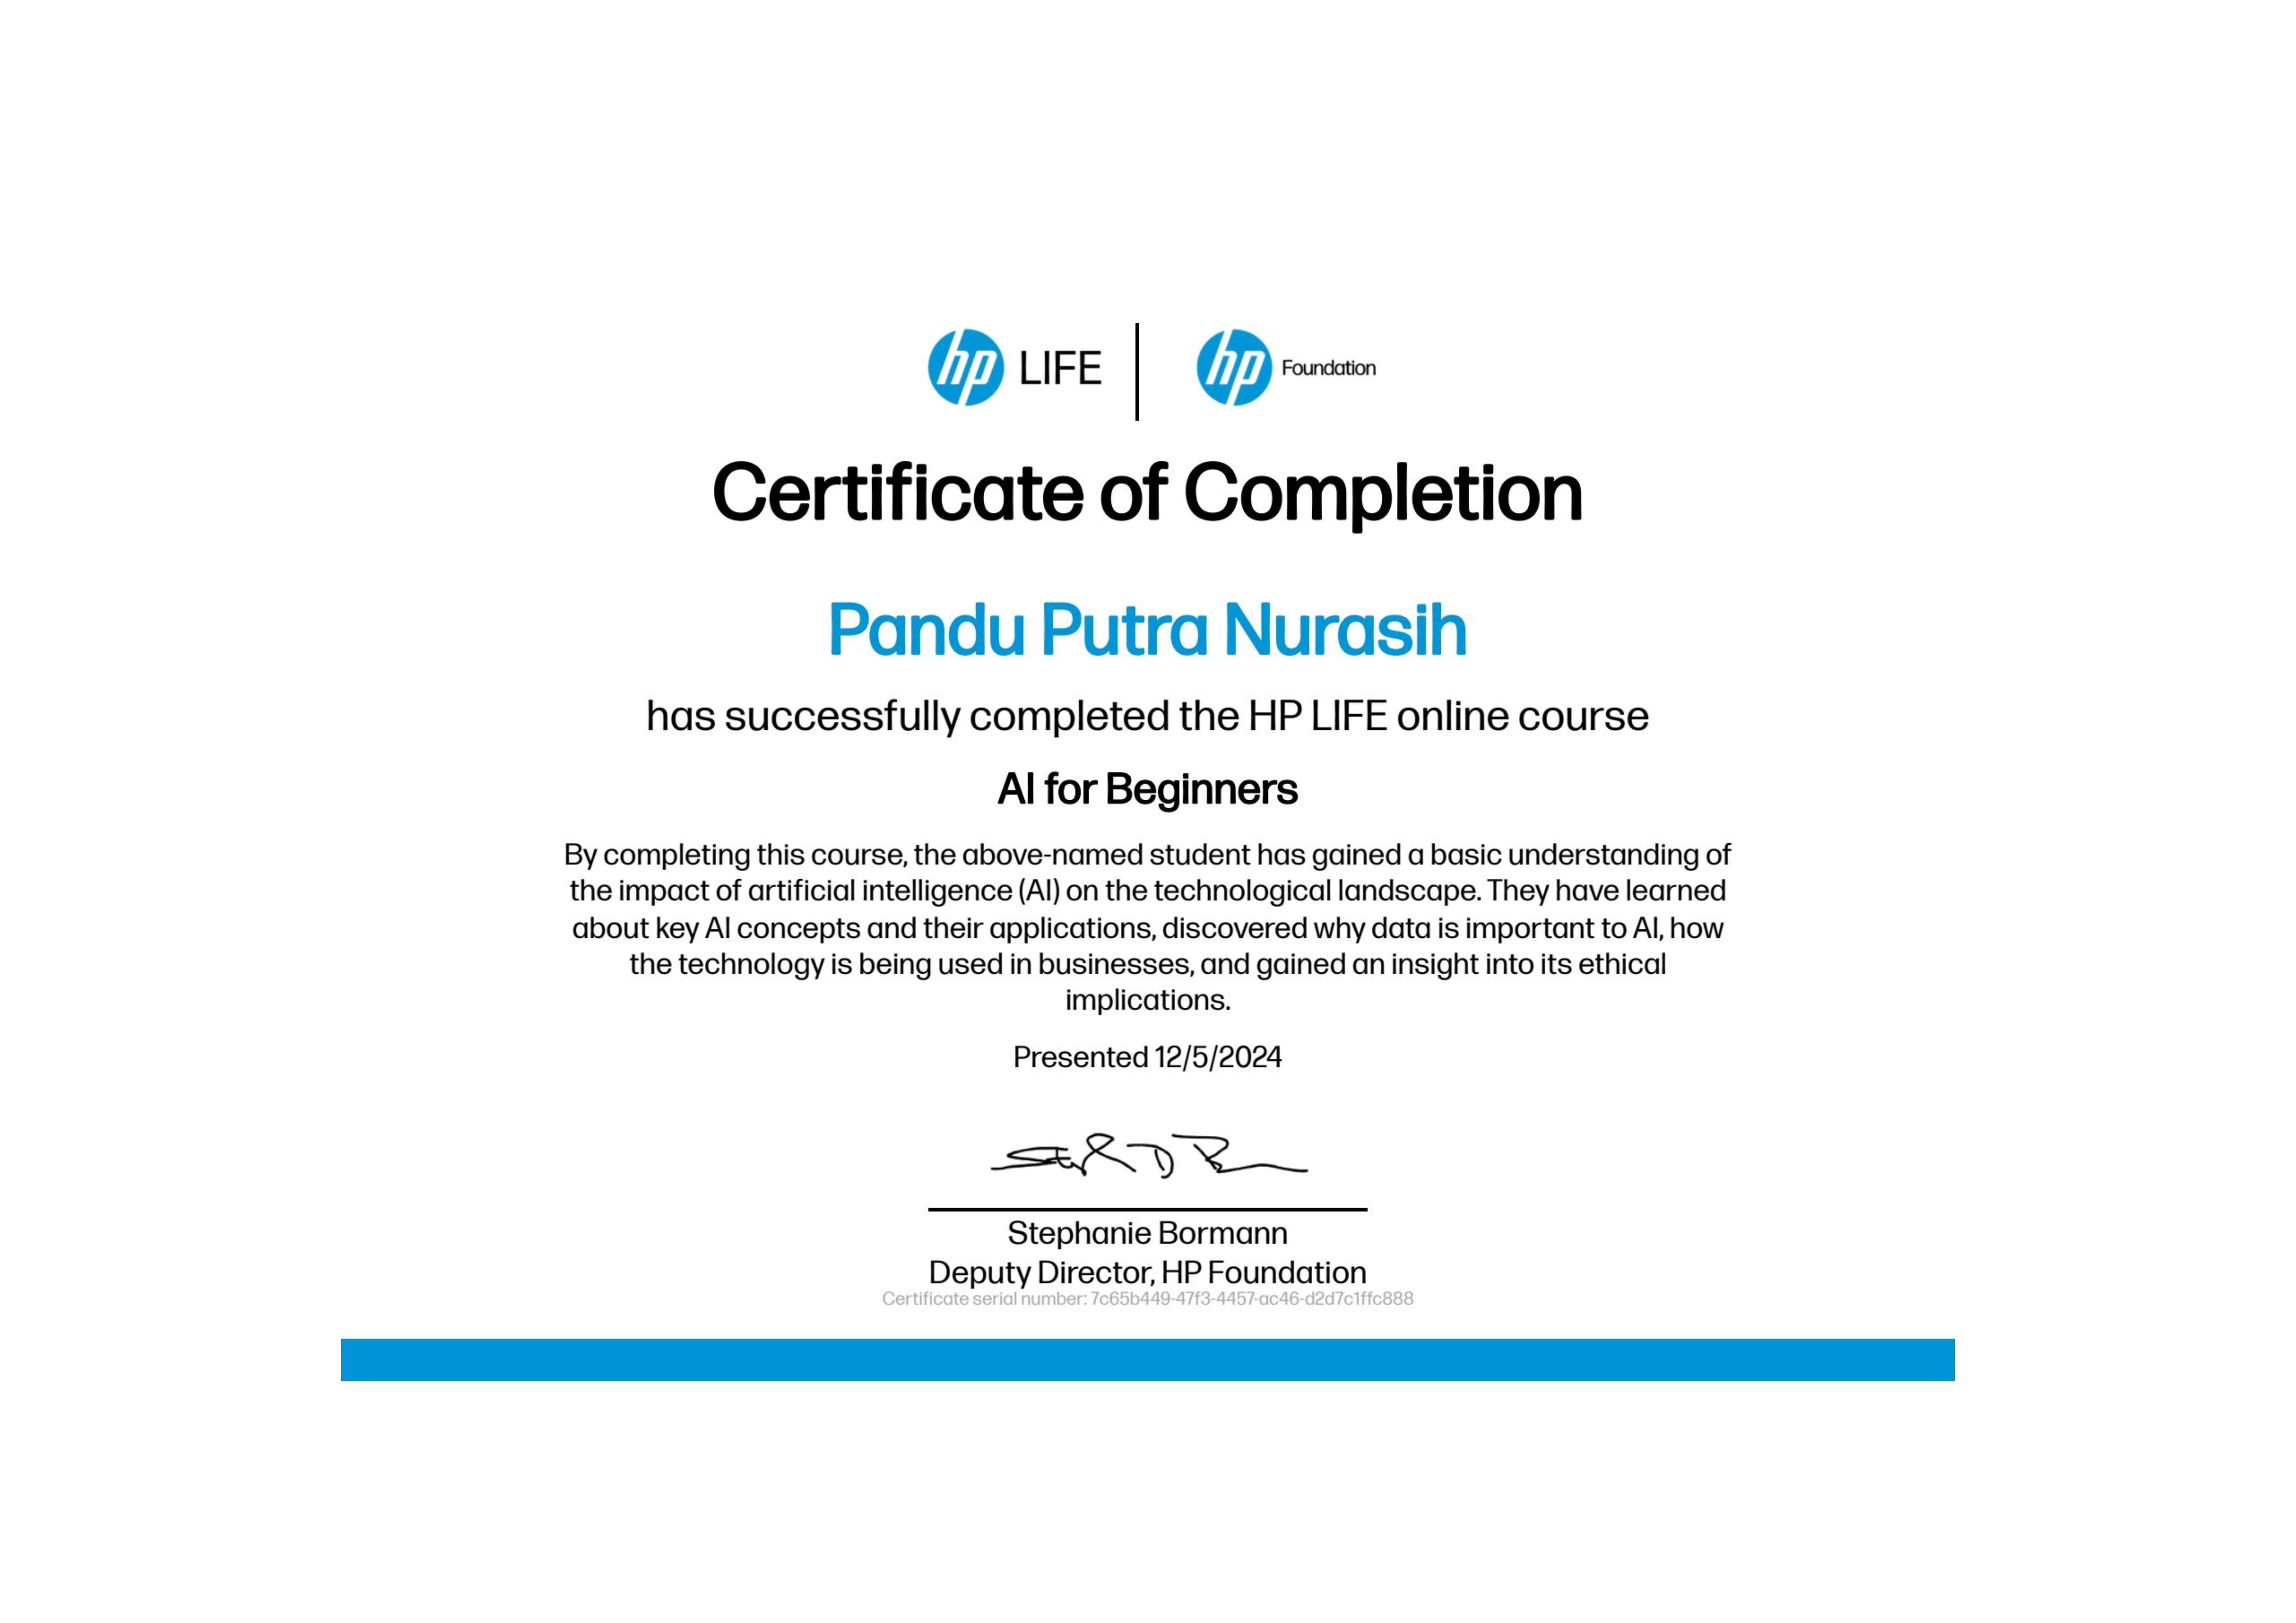 hp LIFE
hp Foundation
Certificate of Completion
Pandu Putra Nurasih
has successfully completed the HP LIFE online course
AI for Beginners
By completing this course, the above-named student has gained a basic understanding of
the impact of artificial intelligence (AI) on the technological landscape. They have learned
about key AI concepts and their applications, discovered why data is important to AI, how
the technology is being used in businesses, and gained an insight into its ethical
implications.
Presented 12/5/2024
Stephanie Bormann
Deputy Director, HP Foundation
Certificate serial number: 7c65b449-47f3-4457-ac46-d2d7c1ffc888